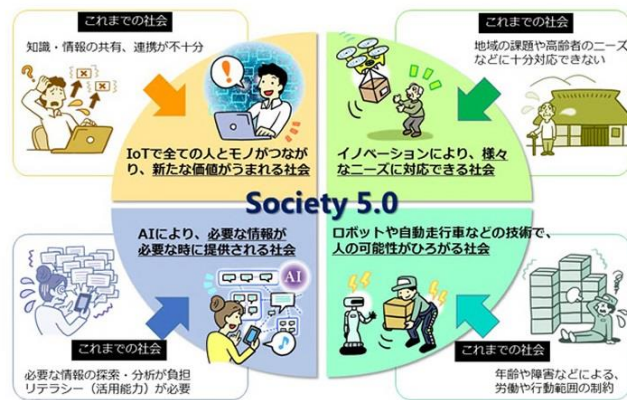 これまでの社会
知識・情報の共有、連携が不十分
これまでの社会
地域の課題や高齢者のニーズ
などに十分対応できない
IoTで全ての人とモノがつなが
り、新たな価値がうまれる社会
イノベーションにより、様々
なニーズに対応できる社会
Society 5.0
AIにより、必要な情報が
必要な時に提供される社会
AI
ロボットや自動走行車などの技術で、
人の可能性がひろがる社会
これまでの社会
必要な情報の探索・分析が負担
リテラシー（活用能力）が必要
これまでの社会
年齢や障害などによる、
労働や行動範囲の制約